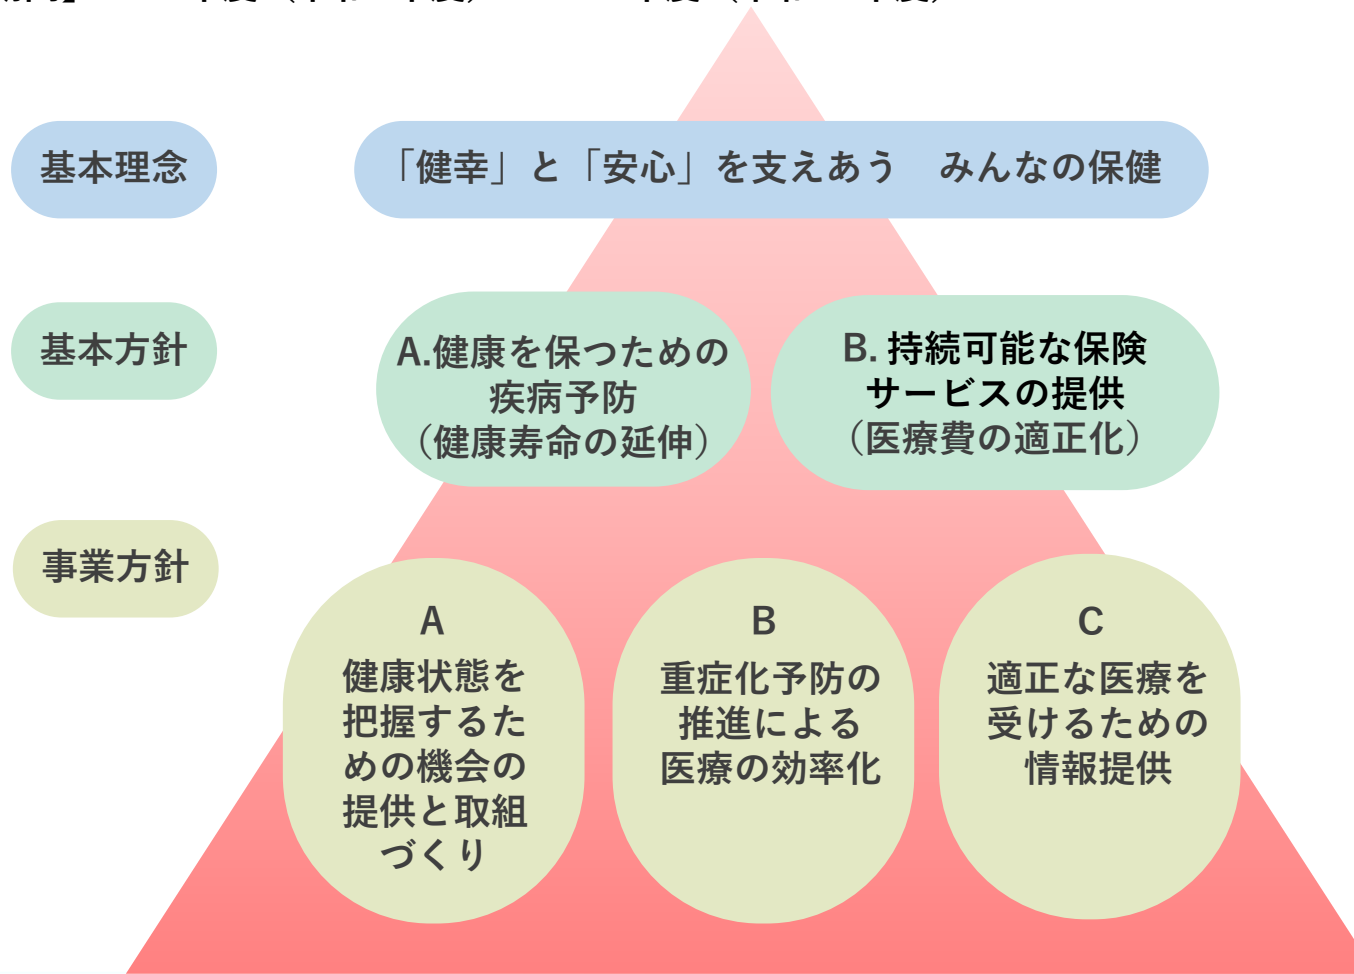 基本理念
「健幸」と「安心」を支えあう　みんなの保健
基本方針
A.健康を保つための
疾病予防
（健康寿命の延伸）
B. 持続可能な保険
サービスの提供
（医療費の適正化）
事業方針
A
健康状態を
把握するた
めの機会の
提供と取組
づくり
B
重症化予防の
推進による
医療の効率化
C
適正な医療を
受けるための
情報提供